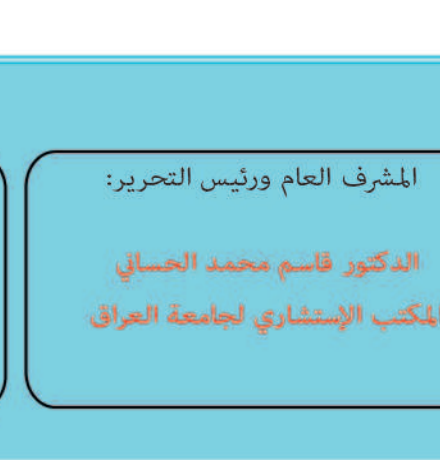 المشرف العام ورئيس التحرير:
الدكتور قاسم محمد الحساني
المكتب الإستشاري لجامعة العراق